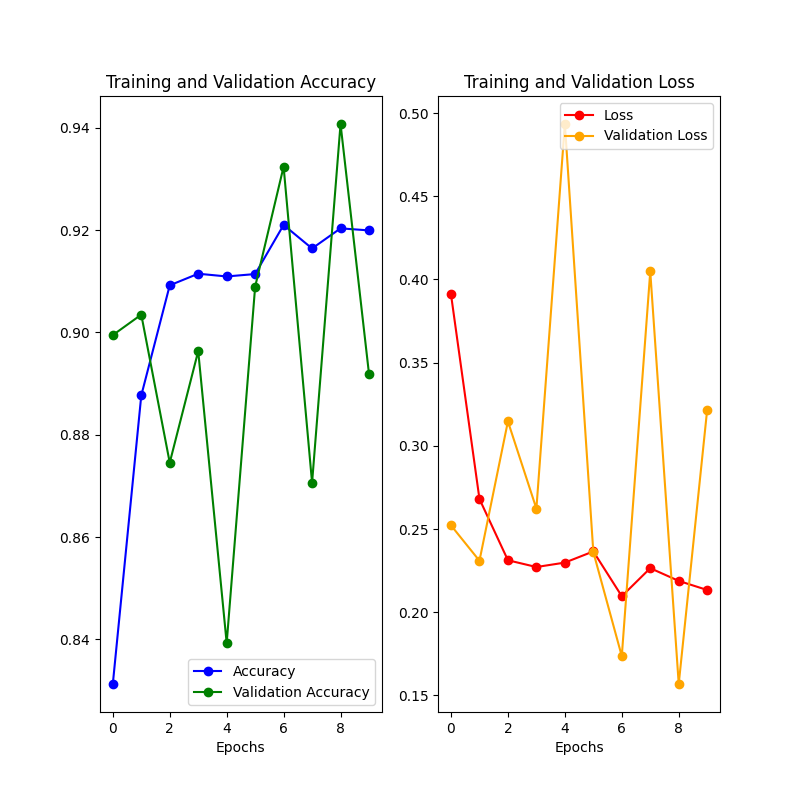 Training and Validation Accuracy
0.94
0.92
0.90
0.88
0.86
0.84
Accuracy
Validation Accuracy
0 2 4 6 8
Epochs
Training and Validation Loss
0.50
0.45
0.40
0.35
0.30
0.25
0.20
0.15
Loss
Validation Loss
0 2 4 6 8
Epochs